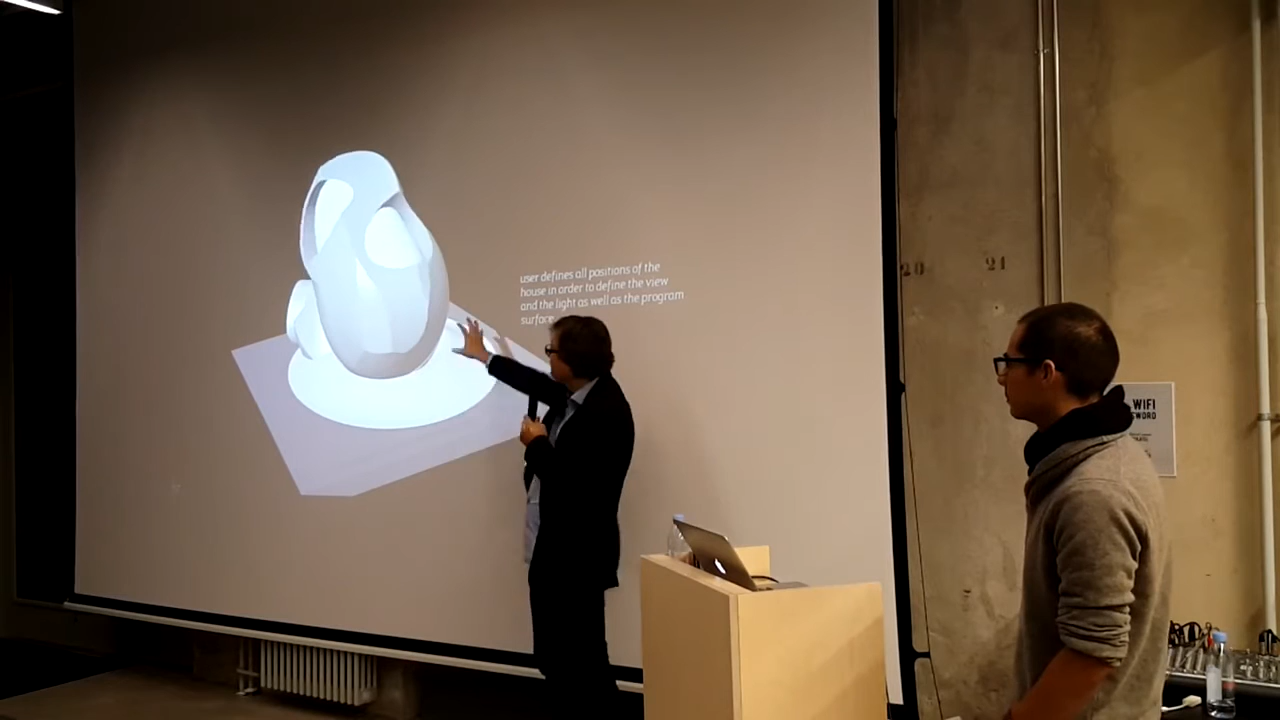 user defines all positions of the
house in order to define the view
and the light as well as the program
surface
20 21
WIFI